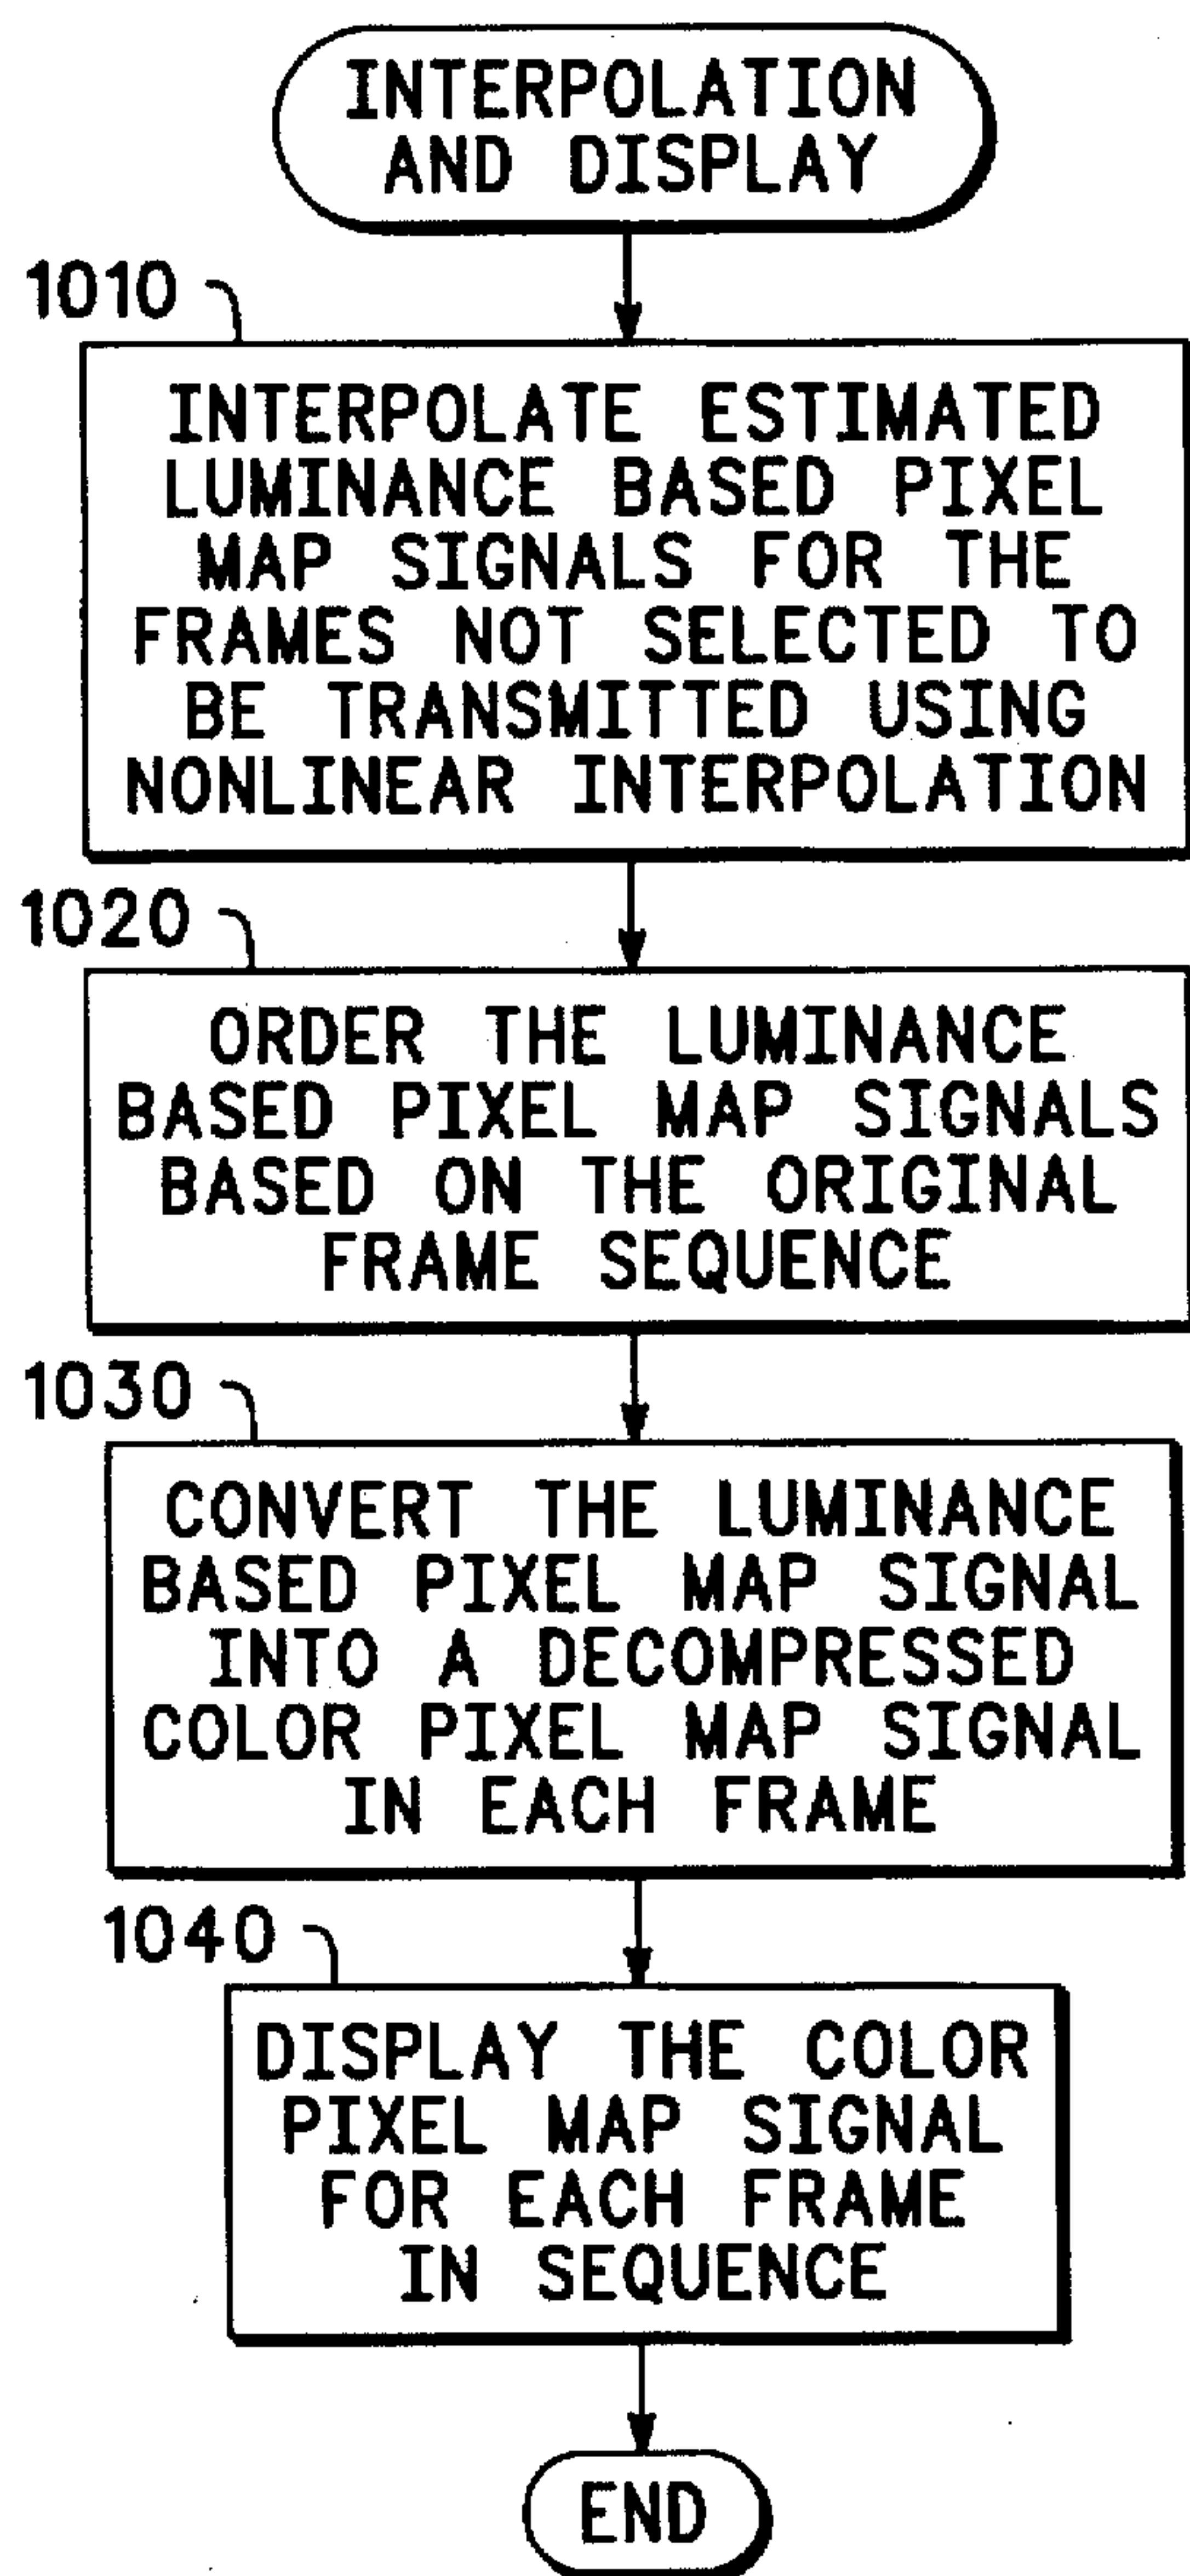 INTERPOLATION
AND DISPLAY
1010
INTERPOLATE ESTIMATED
LUMINANCE BASED PIXEL
MAP SIGNALS FOR THE
FRAMES NOT SELECTED TO
BE TRANSMITTED USING
NONLINEAR INTERPOLATION
1020
ORDER THE LUMINANCE
BASED PIXEL MAP SIGNALS
BASED ON THE ORIGINAL
FRAME SEQUENCE
1030
CONVERT THE LUMINANCE
BASED PIXEL MAP SIGNAL
INTO A DECOMPRESSED
COLOR PIXEL MAP SIGNAL
IN EACH FRAME
1040
DISPLAY THE COLOR
PIXEL MAP SIGNAL
FOR EACH FRAME
IN SEQUENCE
END